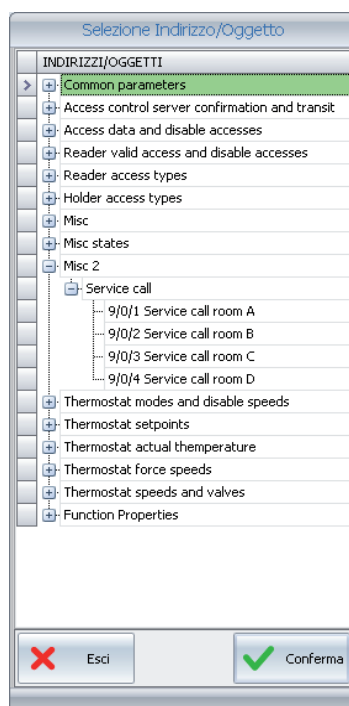 Selezione Indirizzo/Oggetto
INDIRIZZI/OGGETTI
Common parameters
Access control server confirmation and transit
Access data and disable accesses
Reader valid access and disable accesses
Reader access types
Holder access types
Misc
Misc states
Misc 2
Service call
9/0/1 Service call room A
9/0/2 Service call room B
9/0/3 Service call room C
9/0/4 Service call room D
Thermostat modes and disable speeds
Thermostat setpoints
Thermostat actual themperature
Thermostat force speeds
Thermostat speeds and valves
Function Properties
Esci
Conferma